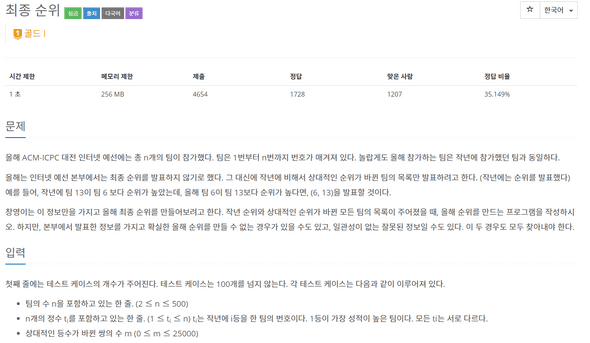 최종 순위 성공 출처 다국어 분류
☆ 한국어
1 골드 I
시간 제한 메모리 제한 제출 정답 맞은 사람 정답 비율
1 초 256 MB 4654 1728 1207 35.149%
문제
올해 ACM-ICPC 대전 인터넷 예선에는 총 n개의 팀이 참가했다. 팀은 1번부터 n번까지 번호가 매겨져 있다. 놀랍게도 올해 참가하는 팀은 작년에 참가했던 팀과 동일하다.
올해는 인터넷 예선 본부에서는 최종 순위를 발표하지 않기로 했다. 그 대신에 작년에 비해서 상대적인 순위가 바뀐 팀의 목록만 발표하려고 한다. (작년에는 순위를 발표했다)
예를 들어, 작년에 팀 13이 팀 6 보다 순위가 높았는데, 올해 팀 6이 팀 13보다 순위가 높다면, (6, 13)을 발표할 것이다.
창영이는 이 정보만을 가지고 올해 최종 순위를 만들어보려고 한다. 작년 순위와 상대적인 순위가 바뀐 모든 팀의 목록이 주어졌을 때, 올해 순위를 만드는 프로그램을 작성하시
오. 하지만, 본부에서 발표한 정보를 가지고 확실한 올해 순위를 만들 수 없는 경우가 있을 수도 있고, 일관성이 없는 잘못된 정보일 수도 있다. 이 두 경우도 모두 찾아내야 한다.
입력
첫째 줄에는 테스트 케이스의 개수가 주어진다. 테스트 케이스는 100개를 넘지 않는다. 각 테스트 케이스는 다음과 같이 이루어져 있다.
• 팀의 수 n을 포함하고 있는 한 줄. (2 ≤ n ≤ 500)
• n개의 정수 ti를 포함하고 있는 한 줄. (1 ≤ ti ≤ n) ti는 작년에 i등을 한 팀의 번호이다. 1등이 가장 성적이 높은 팀이다. 모든 ti는 서로 다르다.
• 상대적인 등수가 바뀐 쌍의 수 m (0 ≤ m ≤ 25000)